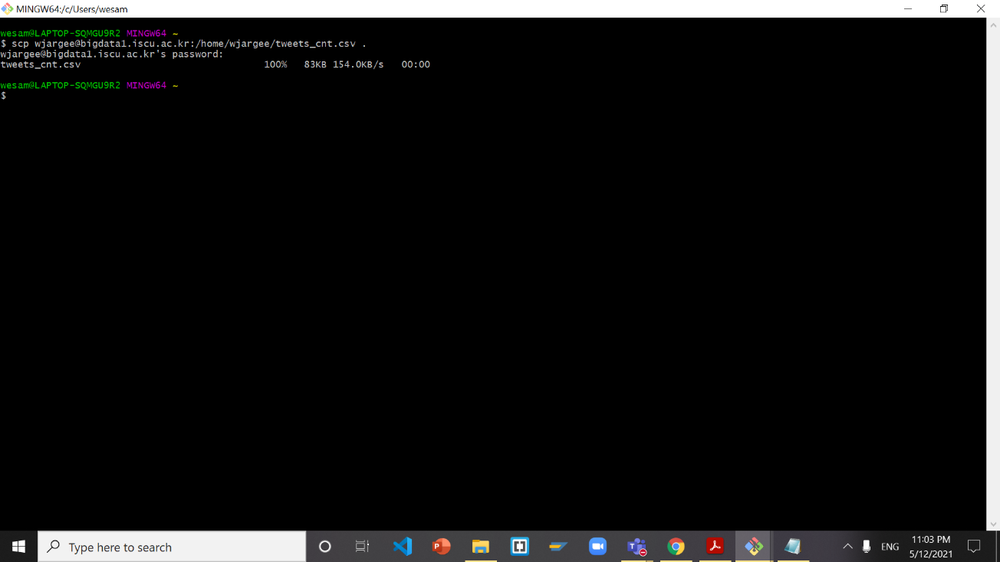 MINGW64:/c/Users/wesam
wesam@LAPTOP-SQMGU9R2 MINGW64 ~
$ scp wjargee@bigdata1.iscu.ac.kr:/home/wjargee/tweets_cnt.csv .
wjargee@bigdata1.iscu.ac.kr's password:
tweets_cnt.csv 100% 83KB 154.0KB/s 00:00
wesam@LAPTOP-SQMGU9R2 MINGW64 ~
$
Type here to search
ENG
11:03 PM
5/12/2021